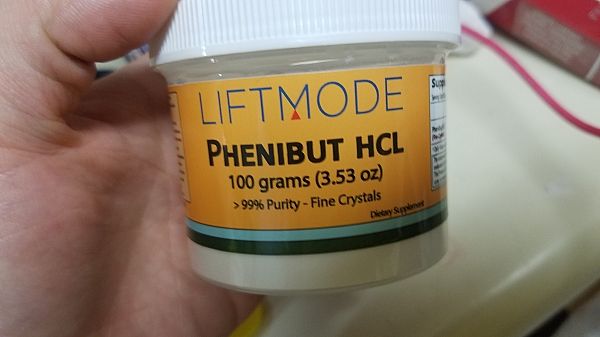 LIFTMODE
PHENIBUT HCL
100 grams (3.53 oz)
>99% Purity - Fine Crystals
Dietary Supplement